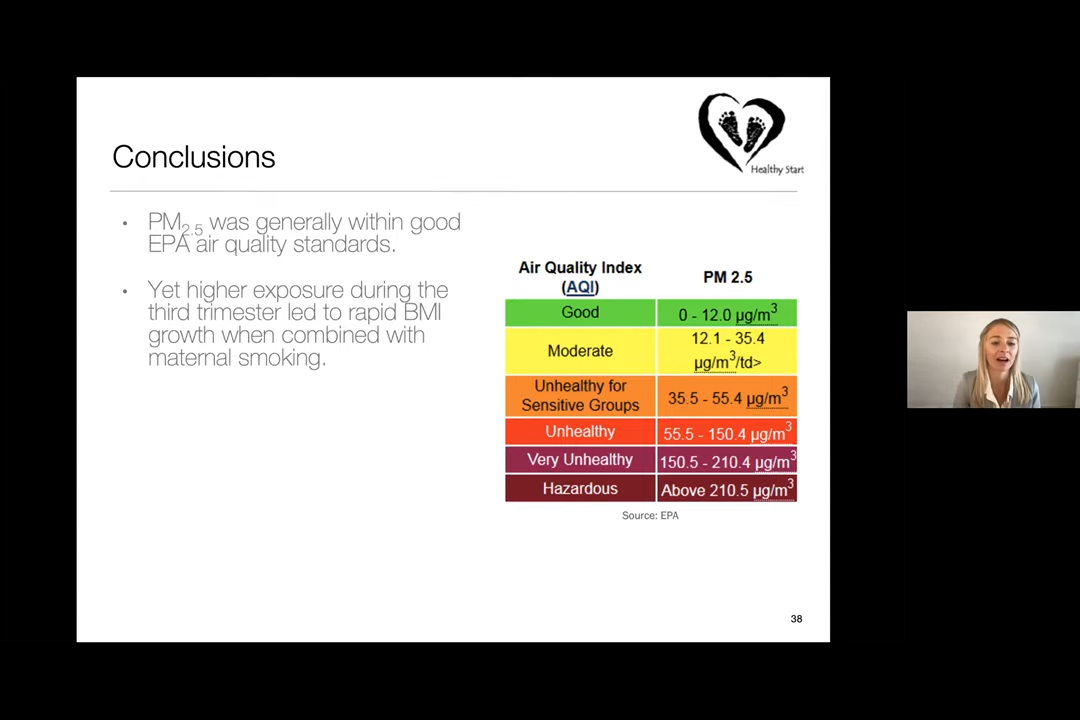 Healthy Start
Conclusions
• PM2.5 was generally within good
EPA air quality standards.
• Yet higher exposure during the
third trimester led to rapid BMI
growth when combined with
maternal smoking.
Air Quality Index
(AQI)
PM 2.5
Good
0 - 12.0 µg/m³
Moderate
12.1 - 35.4
µg/m³/td>
Unhealthy for
Sensitive Groups
35.5 - 55.4 µg/m³
Unhealthy
55.5 - 150.4 µg/m³
Very Unhealthy
150.5 - 210.4 µg/m³
Hazardous
Above 210.5 µg/m³
Source: EPA
38